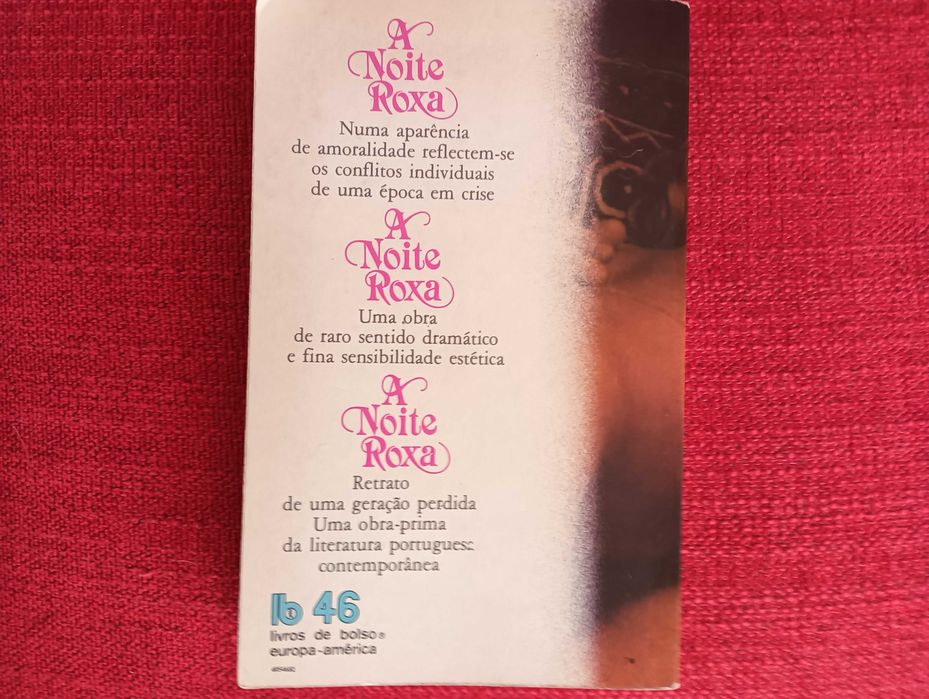 A
Noite
Roxa
Numa aparência
de amoralidade reflectem-se
os conflitos individuais
de uma época em crise
A
Noite
Roxa
Uma obra
de raro sentido dramático
e fina sensibilidade estética
A
Noite
Roxa
Retrato
de uma geração perdida
Uma obra-prima
da literatura portuguesa
contemporânea
lb 46
livros de bolso®
europa-américa